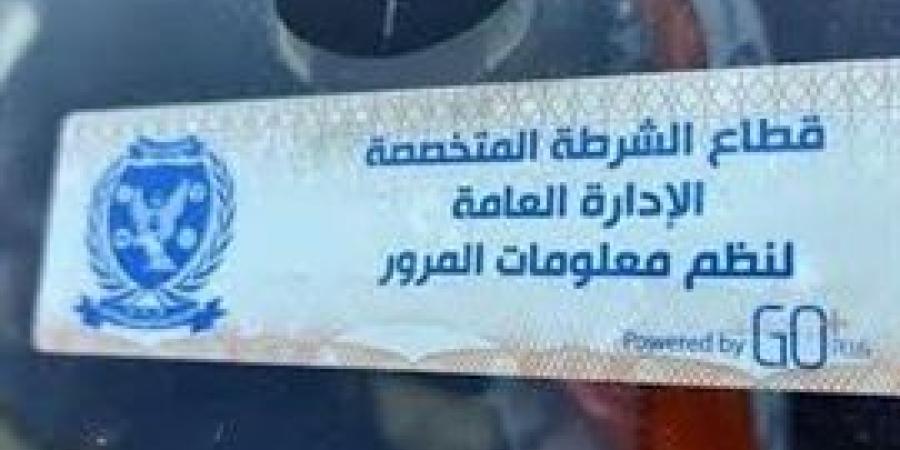 قطاع الشرطة المتخصصة
الإدارة العامة
لنظم معلومات المرور
Powered by GO+